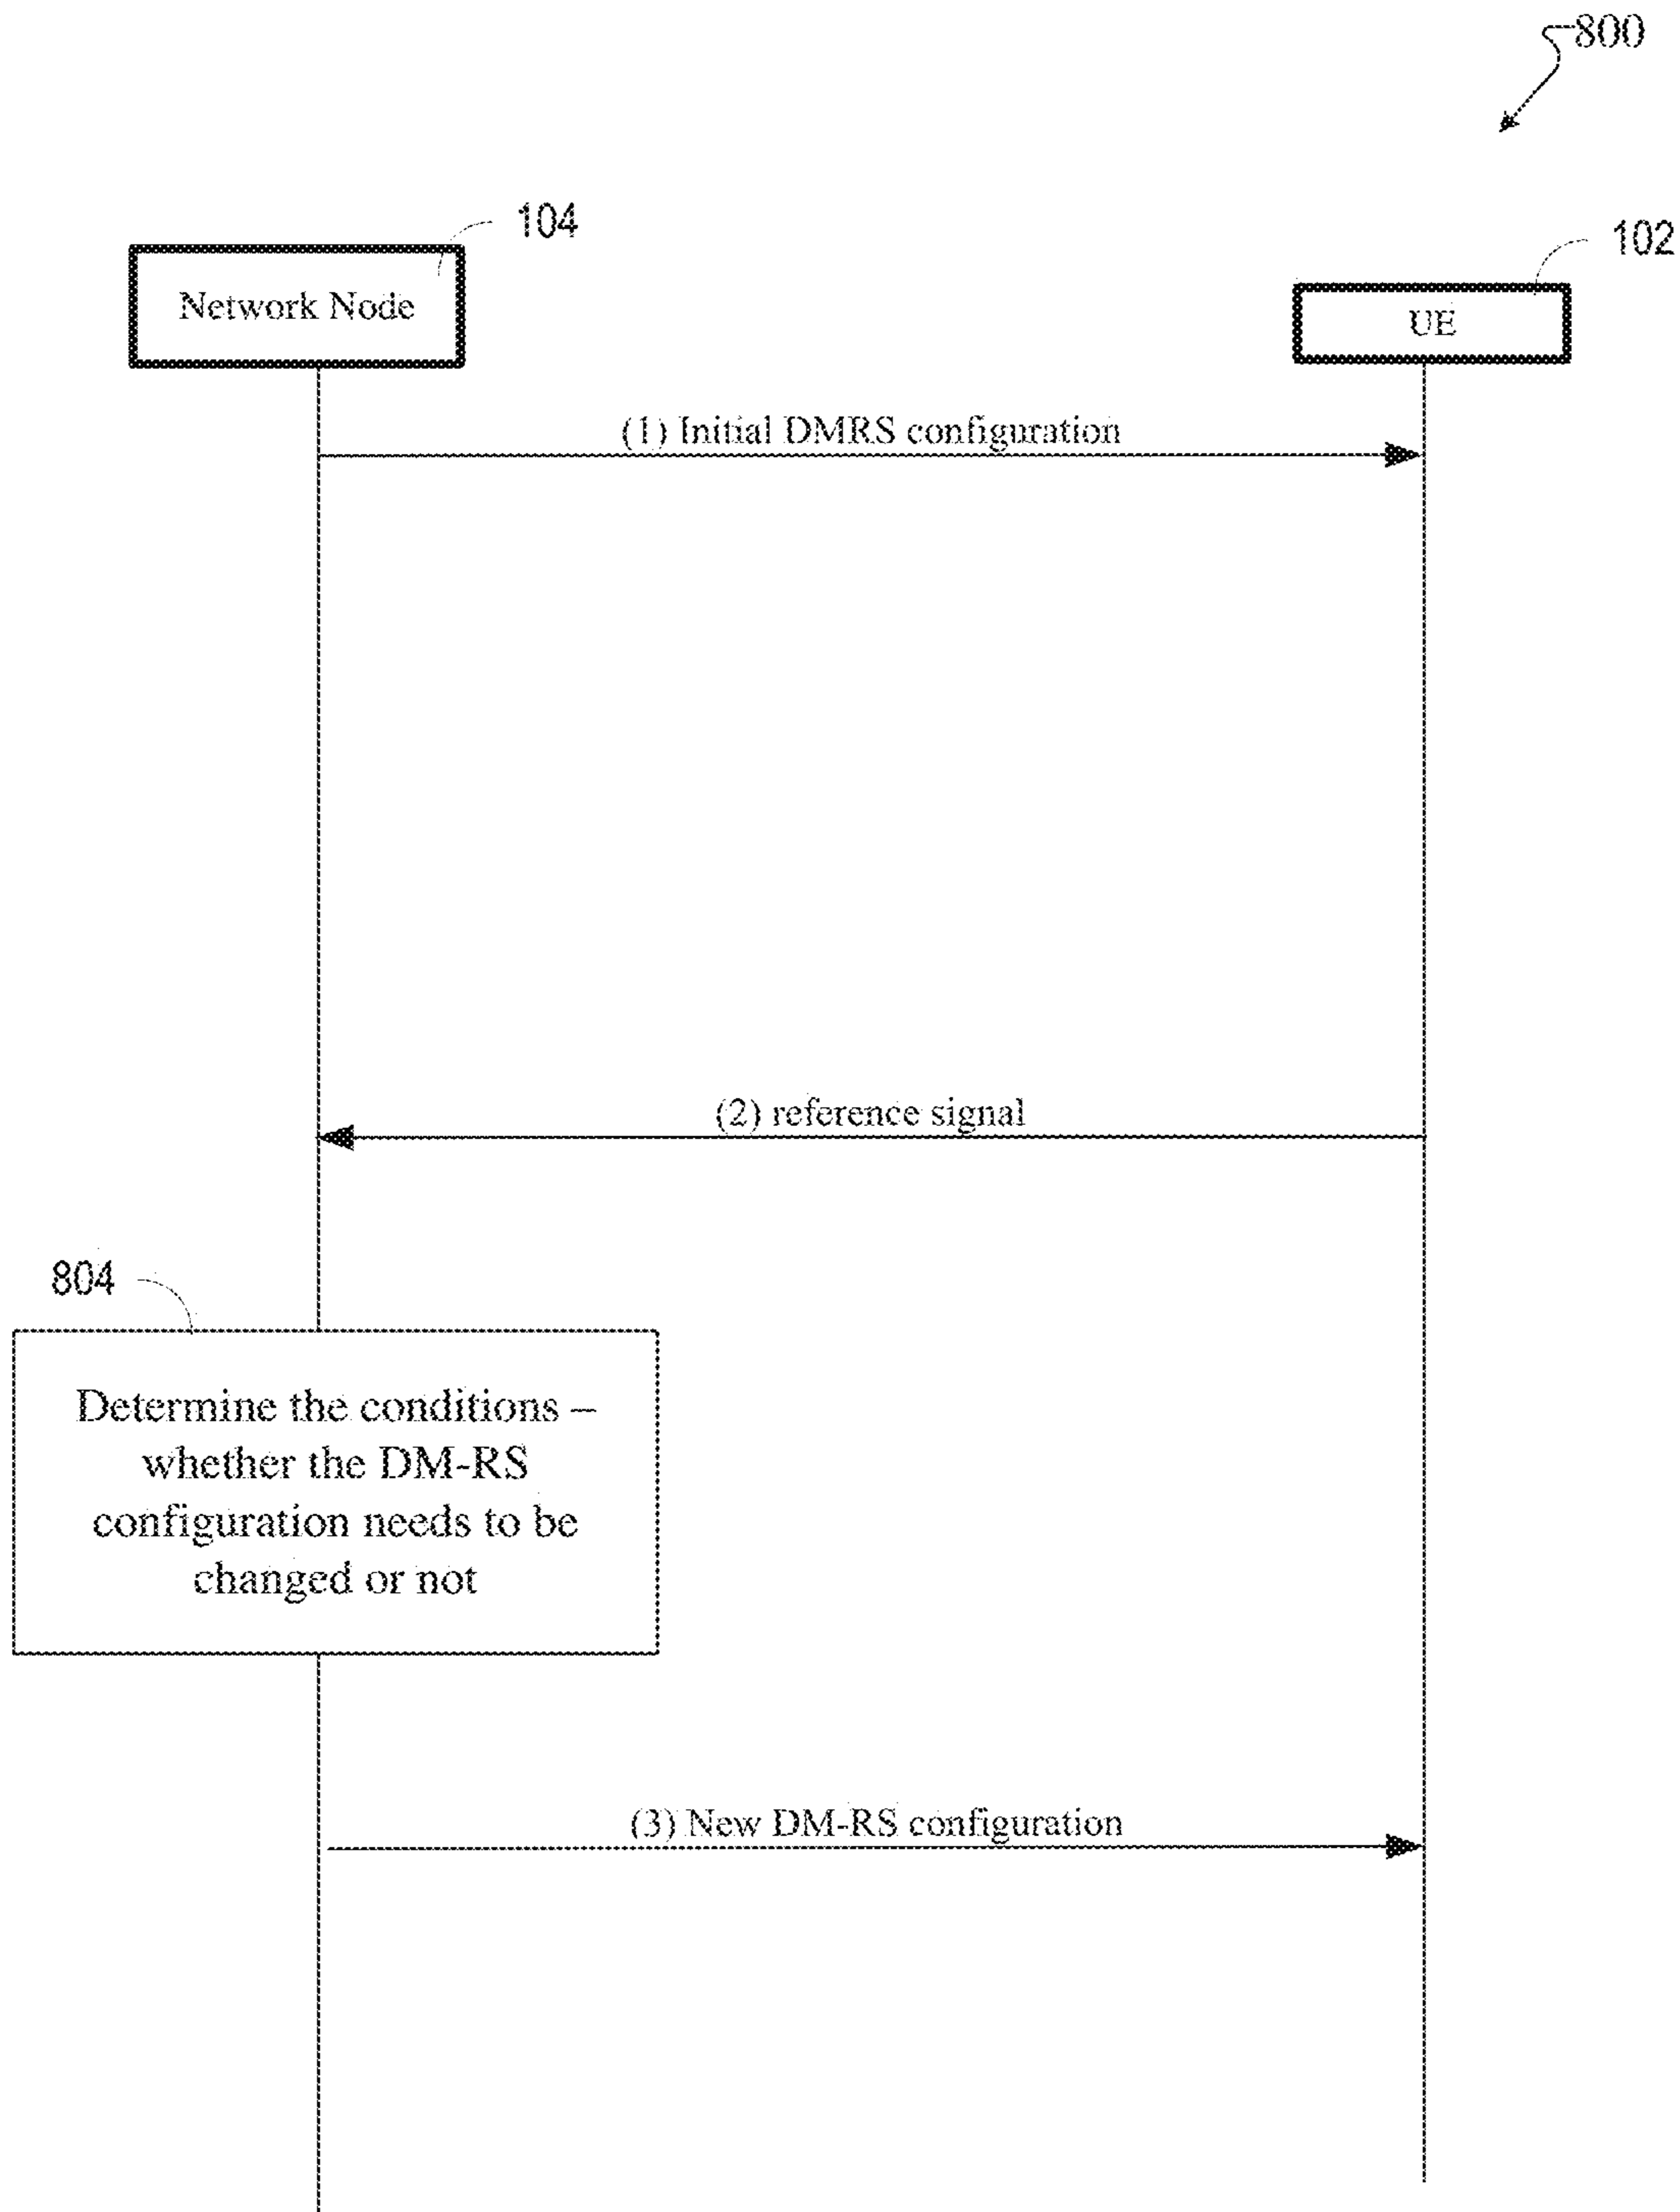 800
104
102
Network Node
UE
(1) Initial DMRS configuration
(2) reference signal
804
Determine the conditions –
whether the DM-RS
configuration needs to be
changed or not
(3) New DM-RS configuration